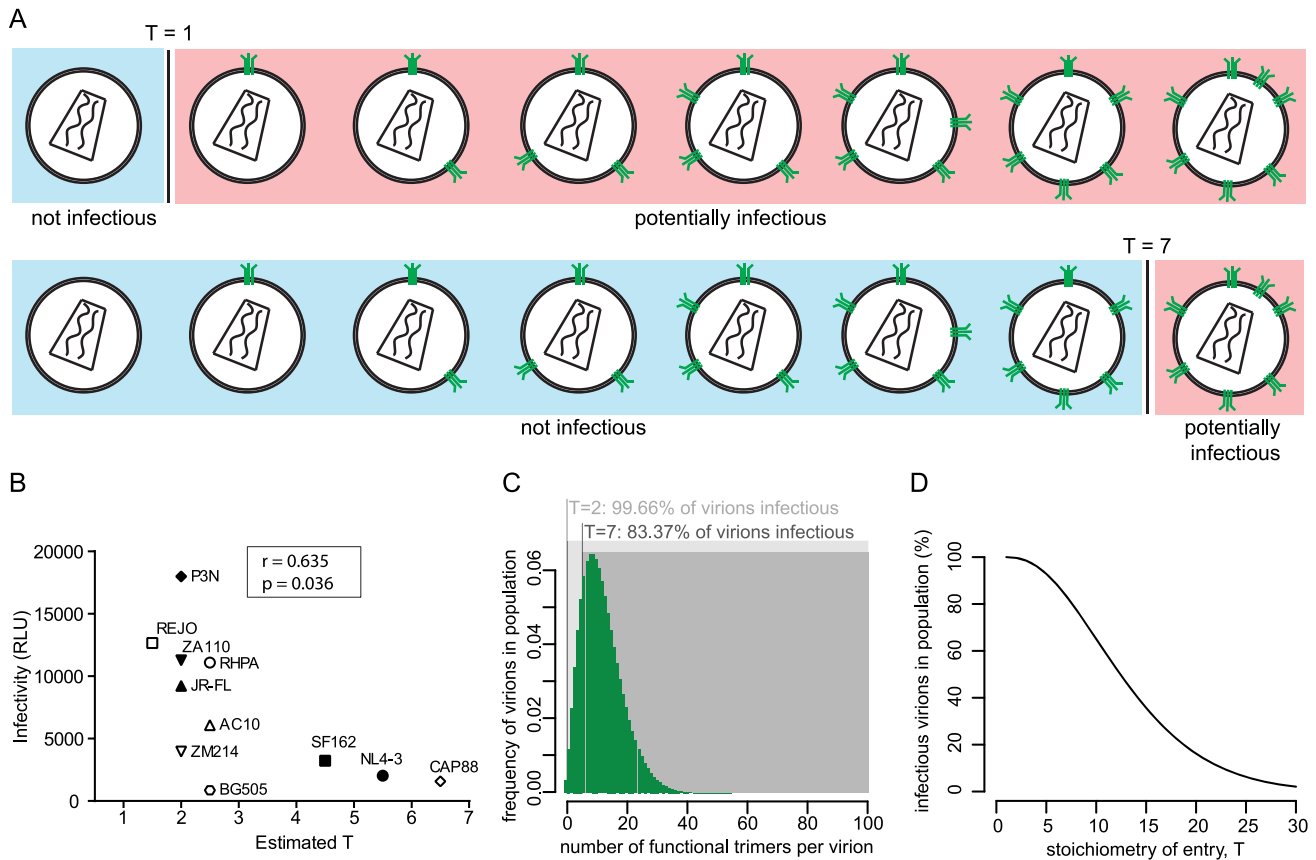 A
T = 1
not infectious
potentially infectious
T = 7
not infectious
potentially
infectious
B
20000
15000
10000
5000
0
Infectivity (RLU)
r = 0.635
p = 0.036
P3N
REJO
ZA110
RHPA
JR-FL
AC10
ZM214
BG505
SF162
NL4-3
CAP88
1 2 3 4 5 6 7
Estimated T
C
T=2: 99.66% of virions infectious
T=7: 83.37% of virions infectious
frequency of virions in population
0.06
0.04
0.02
0.00
0 20 40 60 80 100
number of functional trimers per virion
D
infectious virions in population (%)
100
80
60
40
20
0
0 5 10 15 20 25 30
stoichiometry of entry, T